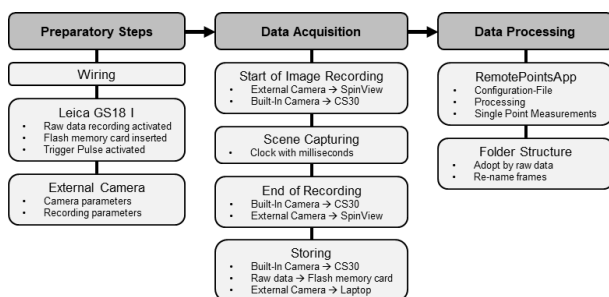 Preparatory Steps
Wiring
Leica GS18 I
• Raw data recording activated
• Flash memory card inserted
• Trigger Pulse activated
External Camera
• Camera parameters
• Recording parameters
Data Acquisition
Start of Image Recording
• External Camera → SpinView
• Built-In Camera → CS30
Scene Capturing
• Clock with milliseconds
End of Recording
• Built-In Camera → CS30
• External Camera → SpinView
Storing
• Built-In Camera → CS30
• Raw data → Flash memory card
• External Camera → Laptop
Data Processing
RemotePointsApp
• Configuration-File
• Processing
• Single Point Measurements
Folder Structure
• Adopt by raw data
• Re-name frames